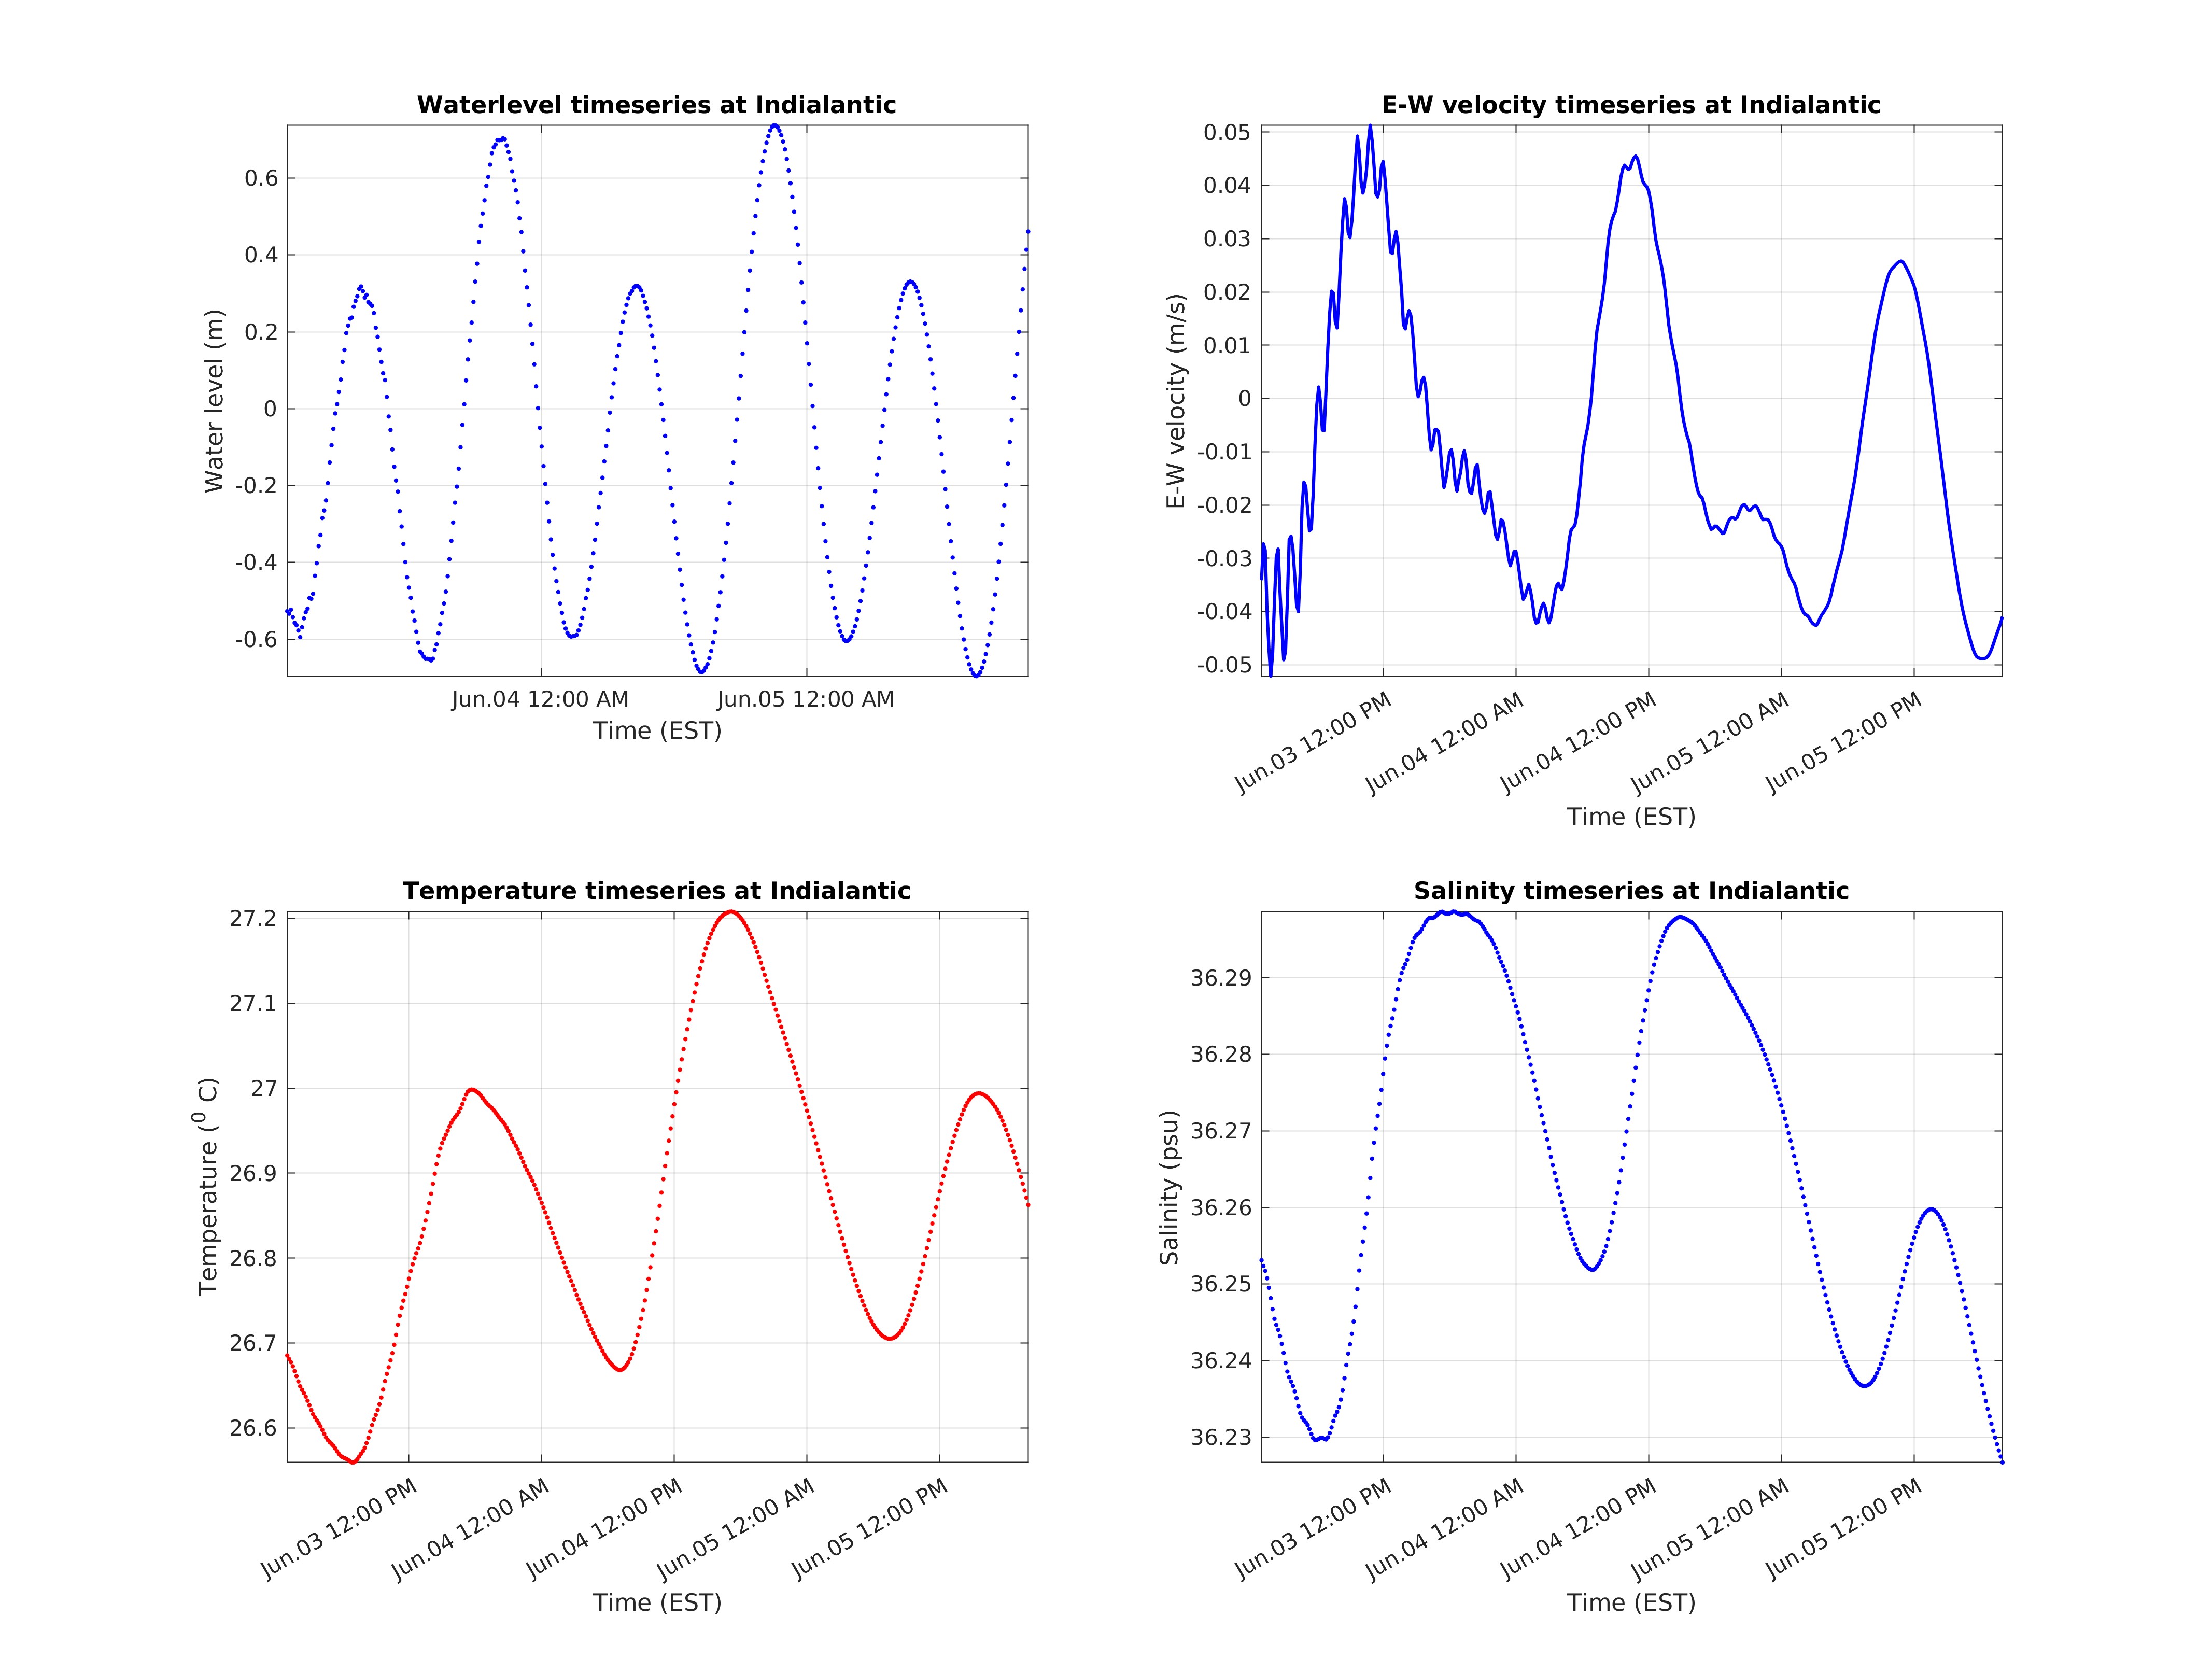 Waterlevel timeseries at Indialantic
0.6
0.4
0.2
0
-0.2
-0.4
-0.6
Water level (m)
Jun.04 12:00 AM
Jun.05 12:00 AM
Time (EST)
E-W velocity timeseries at Indialantic
0.05
0.04
0.03
0.02
0.01
0
-0.01
-0.02
-0.03
-0.04
-0.05
E-W velocity (m/s)
Jun.03 12:00 PM
Jun.04 12:00 AM
Jun.04 12:00 PM
Jun.05 12:00 AM
Jun.05 12:00 PM
Time (EST)
Temperature timeseries at Indialantic
27.2
27.1
27
26.9
26.8
26.7
26.6
Temperature (⁰ C)
Jun.03 12:00 PM
Jun.04 12:00 AM
Jun.04 12:00 PM
Jun.05 12:00 AM
Jun.05 12:00 PM
Time (EST)
Salinity timeseries at Indialantic
36.29
36.28
36.27
36.26
36.25
36.24
36.23
Salinity (psu)
Jun.03 12:00 PM
Jun.04 12:00 AM
Jun.04 12:00 PM
Jun.05 12:00 AM
Jun.05 12:00 PM
Time (EST)